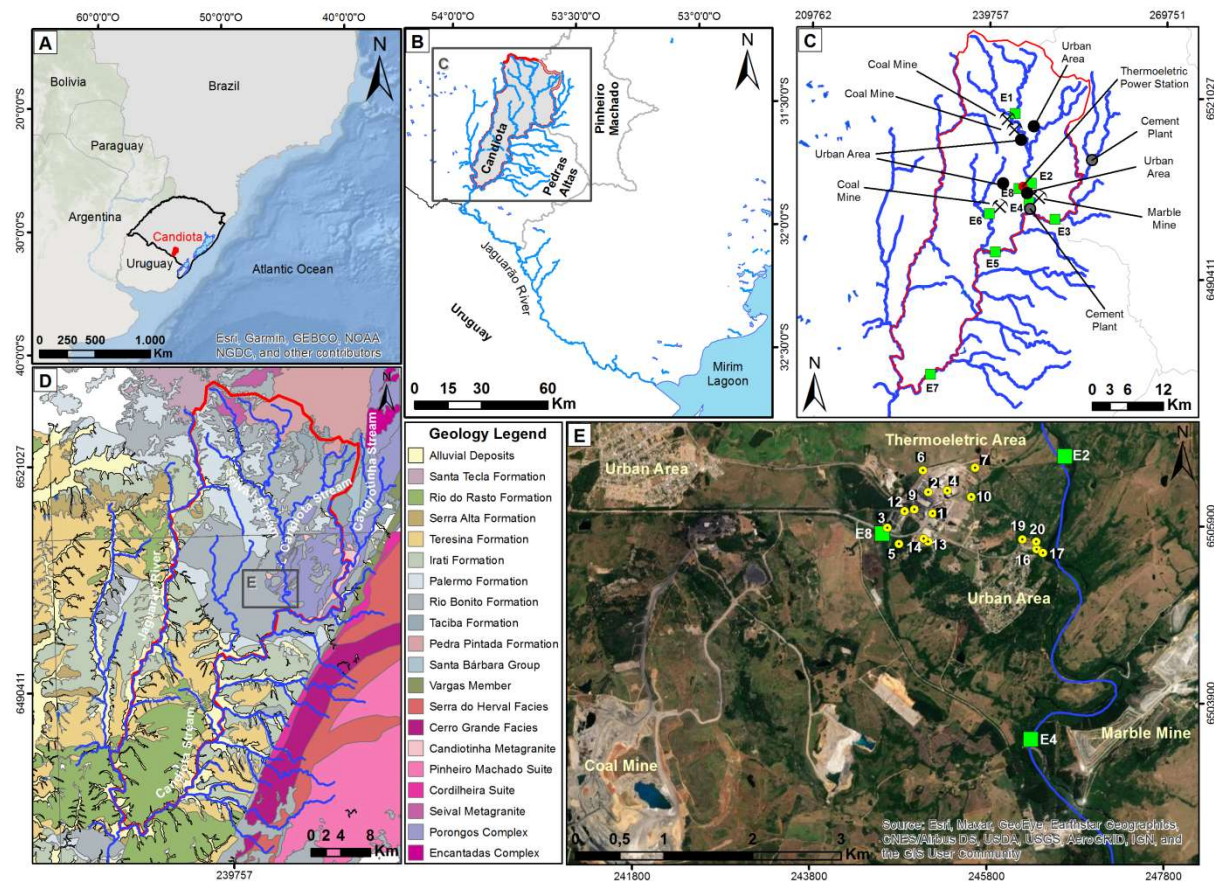 60°0'0"O 50°0'0"O 40°0'0"O
A
N
Bolivia
Brazil
20°0'0"S
Paraguay
Argentina
30°0'0"S
Candiota
Uruguay
Atlantic Ocean
0 250 500 1.000
Km
Esri, Garmin, GEBCO, NOAA
NGDC, and other contributors
40°0'0"S
54°0'0"O 53°30'0"O 53°0'0"O
B
N
C
Candiota
Pinheiro
Machado
Pedras
Altas
31°30'0"S
32°0'0"S
32°30'0"S
Jaguarão River
Uruguay
Mirim
Lagoon
0 15 30 60
Km
209762 239757 269751
C
Urban
Area
Coal Mine
Thermoeletric
Power Station
E1
Coal Mine
Cement
Plant
Urban Area
E2
Urban
Area
E8
Coal
Mine
E4
E6
E3
Marble
Mine
E5
Cement
Plant
E7
6521027
6490411
N
0 3 6 12
Km
D
N
6521027
6490411
Candiotinha Stream
Candiota Stream
Jaguarão River
E
Candiota Stream
0 2 4 8
Km
239757
Geology Legend
Alluvial Deposits
Santa Tecla Formation
Rio do Rasto Formation
Serra Alta Formation
Teresina Formation
Irati Formation
Palermo Formation
Rio Bonito Formation
Taciba Formation
Pedra Pintada Formation
Santa Bárbara Group
Vargas Member
Serra do Herval Facies
Cerro Grande Facies
Candiotinha Metagranite
Pinheiro Machado Suite
Cordilheira Suite
Seival Metagranite
Porongos Complex
Encantadas Complex
E
Thermoeletric Area
N
Urban Area
6 7
E2
2 4
12 9 10
3 1
E8
5 14 13
19 20
16 17
Urban Area
6505900
6503900
E4
Marble Mine
Coal Mine
0 0,5 1 2 3
Km
Source: Esri, Maxar, GeoEye, Earthstar Geographics,
CNES/Airbus DS, USDA, USGS, AeroGRID, IGN, and
the GIS User Community
241800 243800 245800 247800